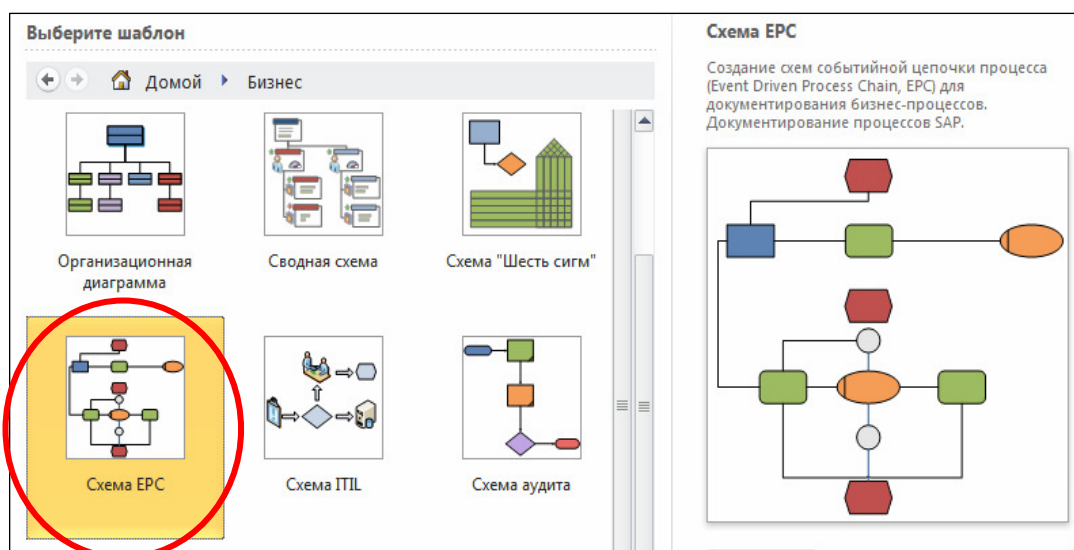 Выберите шаблон
Домой
Бизнес
Организационная
диаграмма
Сводная схема
Схема "Шесть сигм"
Схема EPC
Схема ITIL
Схема аудита
Схема EPC
Создание схем событийной цепочки процесса
(Event Driven Process Chain, EPC) для
документирования бизнес-процессов.
Документирование процессов SAP.